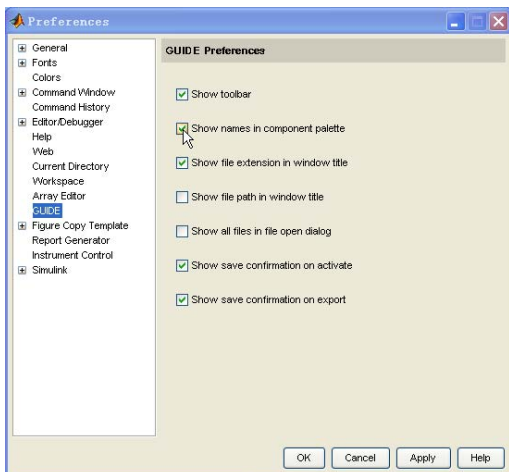 Preferences
General
Fonts
Colors
Command Window
Command History
Editor/Debugger
Help
Web
Current Directory
Workspace
Array Editor
GUIDE
Figure Copy Template
Report Generator
Instrument Control
Simulink
GUIDE Preferences
Show toolbar
Show names in component palette
Show file extension in window title
Show file path in window title
Show all files in file open dialog
Show save confirmation on activate
Show save confirmation on export
OK Cancel Apply Help